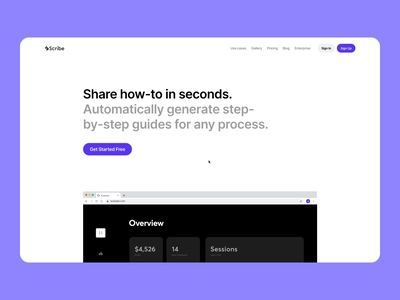 Scribe
Use cases Gallery Pricing Blog Enterprise Sign In Sign Up
Share how-to in seconds.
Automatically generate step-
by-step guides for any process.
Get Started Free
Overview
$4,526 14 Sessions